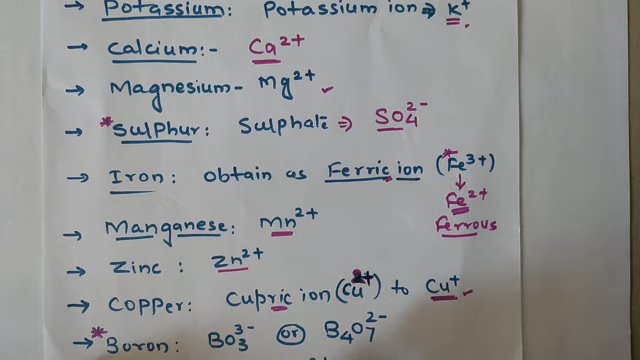 → Potassium: Potassium ion ⇒ K⁺.
→ Calcium:- Ca²⁺
→ Magnesium- Mg²⁺ ✓
→ *Sulphur: Sulphate ⇒ SO₄²⁻
→ Iron: obtain as Ferric ion (*Fe³⁺)
↓
Fe²⁺
Ferrous
→ Manganese: Mn²⁺
→ Zinc: Zn²⁺
→ Copper: Cupric ion (Cu²⁺) to Cu⁺ ✓
→ *Boron: BO₃³⁻ or B₄O₇²⁻